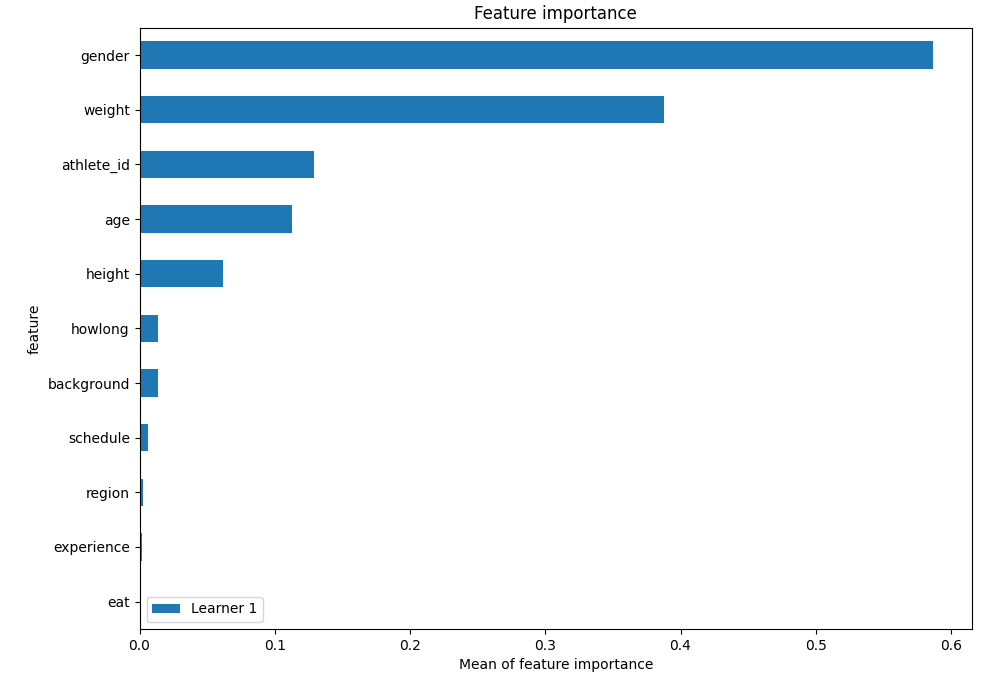 Feature importance
gender
weight
athlete_id
age
height
howlong
background
schedule
region
experience
eat
feature
Learner 1
0.0 0.1 0.2 0.3 0.4 0.5 0.6
Mean of feature importance